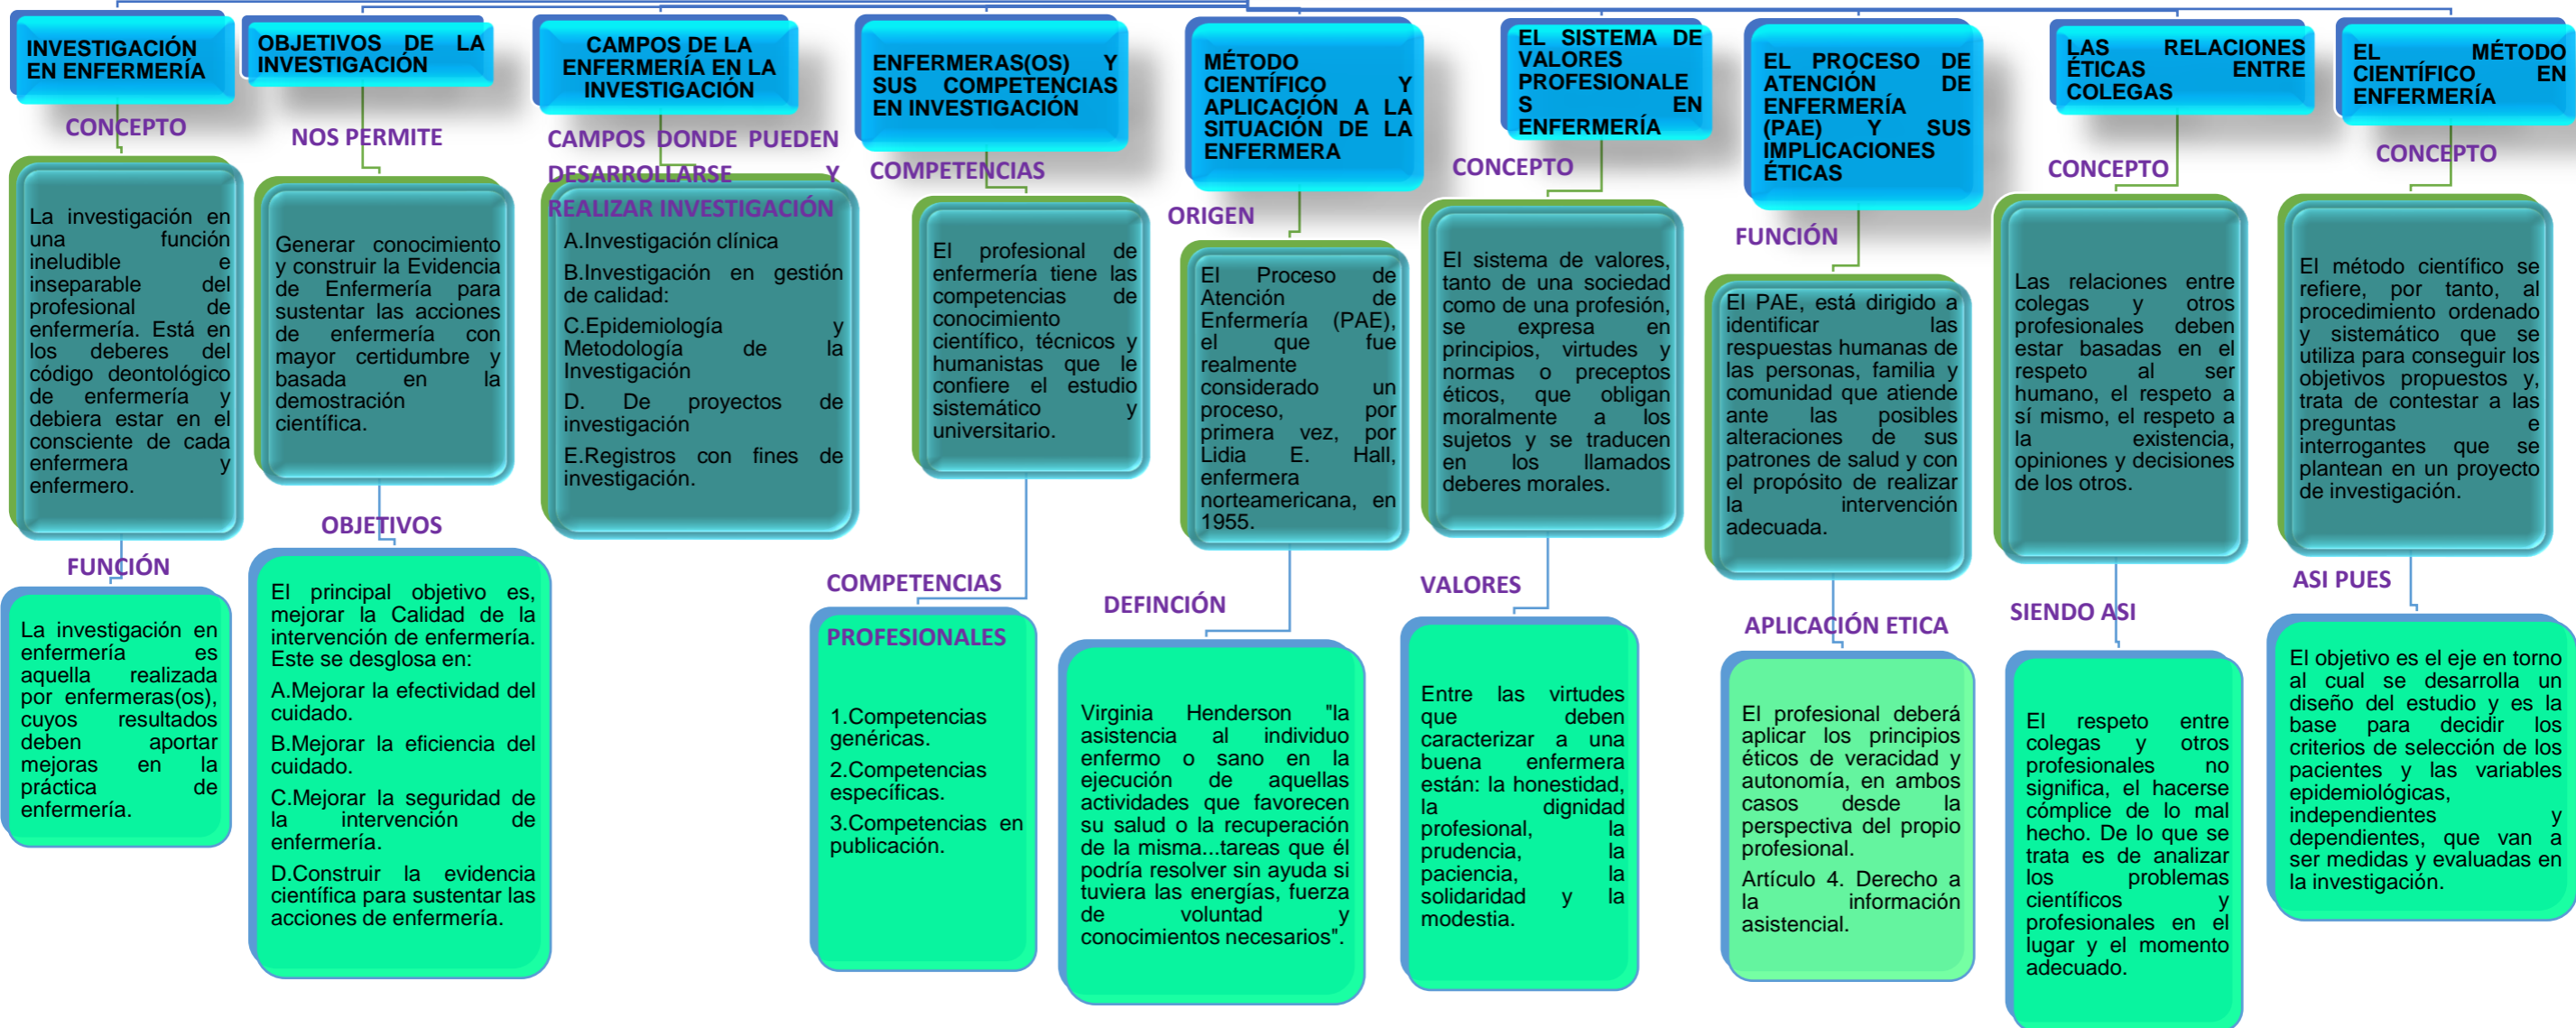 INVESTIGACIÓN
EN ENFERMERÍA
CONCEPTO
La investigación en
una función
ineludible e
inseparable del
profesional de
enfermería. Está en
los deberes del
código deontológico
de enfermería y
debiera estar en el
consciente de cada
enfermera y
enfermero.
FUNCIÓN
La investigación en
enfermería es
aquella realizada
por enfermeras(os),
cuyos resultados
deben aportar
mejoras en la
práctica de
enfermería.
OBJETIVOS DE LA
INVESTIGACIÓN
NOS PERMITE
Generar conocimiento
y construir la Evidencia
de Enfermería para
sustentar las acciones
de enfermería con
mayor certidumbre y
basada en la
demostración
científica.
OBJETIVOS
El principal objetivo es,
mejorar la Calidad de la
intervención de enfermería.
Este se desglosa en:
A.Mejorar la efectividad del
cuidado.
B.Mejorar la eficiencia del
cuidado.
C.Mejorar la seguridad de
la intervención de
enfermería.
D.Construir la evidencia
científica para sustentar las
acciones de enfermería.
CAMPOS DE LA
ENFERMERÍA EN LA
INVESTIGACIÓN
CAMPOS DONDE PUEDEN
DESARROLLARSE Y
REALIZAR INVESTIGACIÓN
A.Investigación clínica
B.Investigación en gestión
de calidad:
C.Epidemiología y
Metodología de la
Investigación
D. De proyectos de
investigación
E.Registros con fines de
investigación.
ENFERMERAS(OS) Y
SUS COMPETENCIAS
EN INVESTIGACIÓN
COMPETENCIAS
El profesional de
enfermería tiene las
competencias de
conocimiento
científico, técnicos y
humanistas que le
confiere el estudio
sistemático y
universitario.
COMPETENCIAS
PROFESIONALES
1.Competencias
genéricas.
2.Competencias
específicas.
3.Competencias en
publicación.
MÉTODO
CIENTÍFICO Y
APLICACIÓN A LA
SITUACIÓN DE LA
ENFERMERA
ORIGEN
El Proceso de
Atención de
Enfermería (PAE),
el que fue
realmente
considerado un
proceso, por
primera vez, por
Lidia E. Hall,
enfermera
norteamericana, en
1955.
DEFINCIÓN
Virginia Henderson "la
asistencia al individuo
enfermo o sano en la
ejecución de aquellas
actividades que favorecen
su salud o la recuperación
de la misma...tareas que él
podría resolver sin ayuda si
tuviera las energías, fuerza
de voluntad y
conocimientos necesarios".
EL SISTEMA DE
VALORES
PROFESIONALE
S EN
ENFERMERÍA
CONCEPTO
El sistema de valores,
tanto de una sociedad
como de una profesión,
se expresa en
principios, virtudes y
normas o preceptos
éticos, que obligan
moralmente a los
sujetos y se traducen
en los llamados
deberes morales.
VALORES
Entre las virtudes
que deben
caracterizar a una
buena enfermera
están: la honestidad,
la dignidad
profesional, la
prudencia, la
paciencia, la
solidaridad y la
modestia.
EL PROCESO DE
ATENCIÓN DE
ENFERMERÍA
(PAE) Y SUS
IMPLICACIONES
ÉTICAS
FUNCIÓN
El PAE, está dirigido a
identificar las
respuestas humanas de
las personas, familia y
comunidad que atiende
ante las posibles
alteraciones de sus
patrones de salud y con
el propósito de realizar
la intervención
adecuada.
APLICACIÓN ETICA
El profesional deberá
aplicar los principios
éticos de veracidad y
autonomía, en ambos
casos desde la
perspectiva del propio
profesional.
Artículo 4. Derecho a
la información
asistencial.
LAS RELACIONES
ÉTICAS ENTRE
COLEGAS
CONCEPTO
Las relaciones entre
colegas y otros
profesionales deben
estar basadas en el
respeto al ser
humano, el respeto a
sí mismo, el respeto a
la existencia,
opiniones y decisiones
de los otros.
SIENDO ASI
El respeto entre
colegas y otros
profesionales no
significa, el hacerse
cómplice de lo mal
hecho. De lo que se
trata es de analizar
los problemas
científicos y
profesionales en el
lugar y el momento
adecuado.
EL MÉTODO
CIENTÍFICO EN
ENFERMERÍA
CONCEPTO
El método científico se
refiere, por tanto, al
procedimiento ordenado
y sistemático que se
utiliza para conseguir los
objetivos propuestos y,
trata de contestar a las
preguntas e
interrogantes que se
plantean en un proyecto
de investigación.
ASI PUES
El objetivo es el eje en torno
al cual se desarrolla un
diseño del estudio y es la
base para decidir los
criterios de selección de los
pacientes y las variables
epidemiológicas,
independientes y
dependientes, que van a
ser medidas y evaluadas en
la investigación.